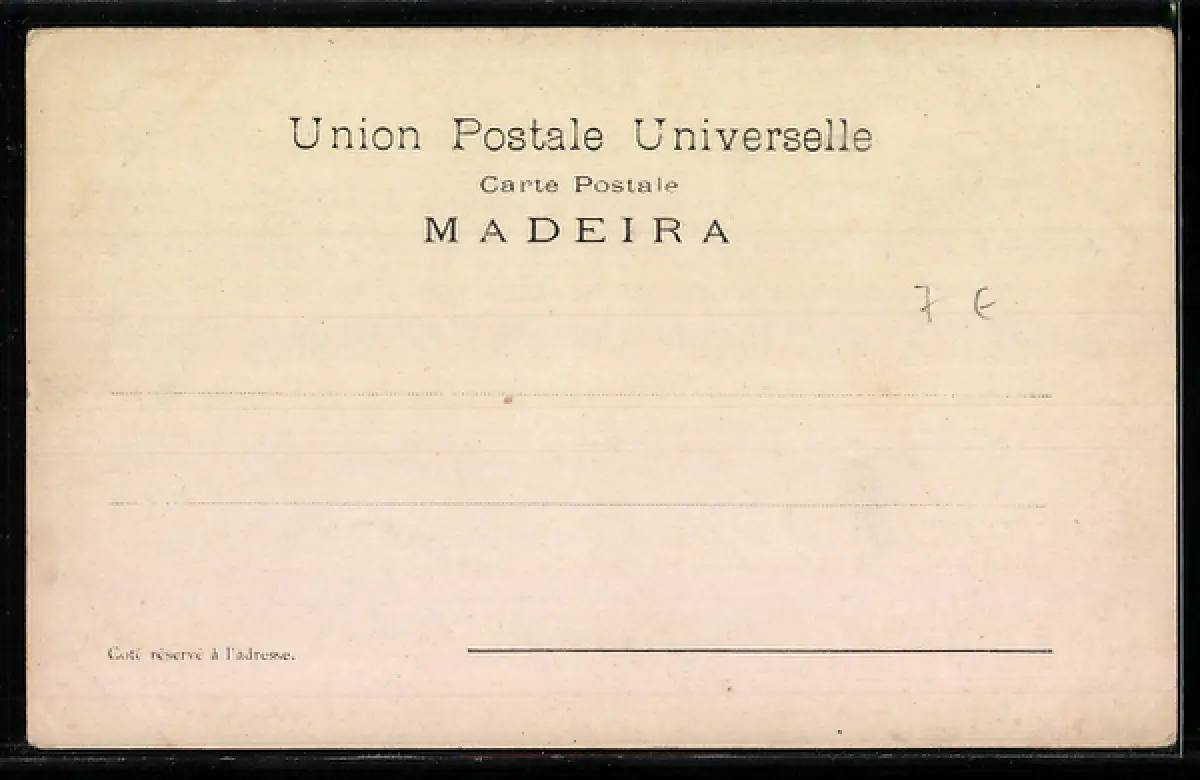 Union Postale Universelle
Carte Postale
MADEIRA
7 €
Coté réservé à l'adresse.